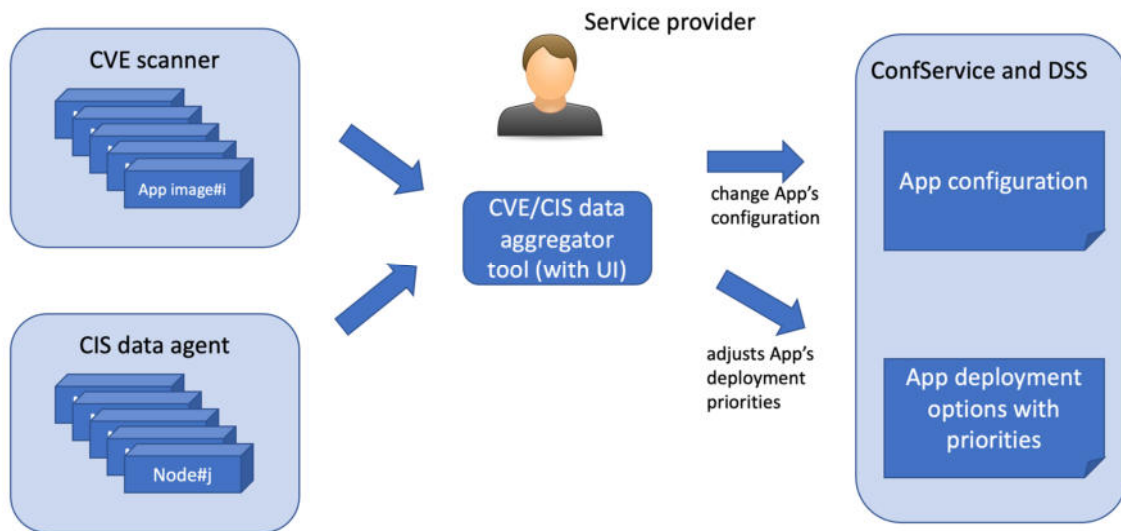 Service provider
CVE scanner
App image#i
CIS data agent
Node#j
CVE/CIS data
aggregator
tool (with UI)
change App's
configuration
adjusts App's
deployment
priorities
ConfService and DSS
App configuration
App deployment
options with
priorities